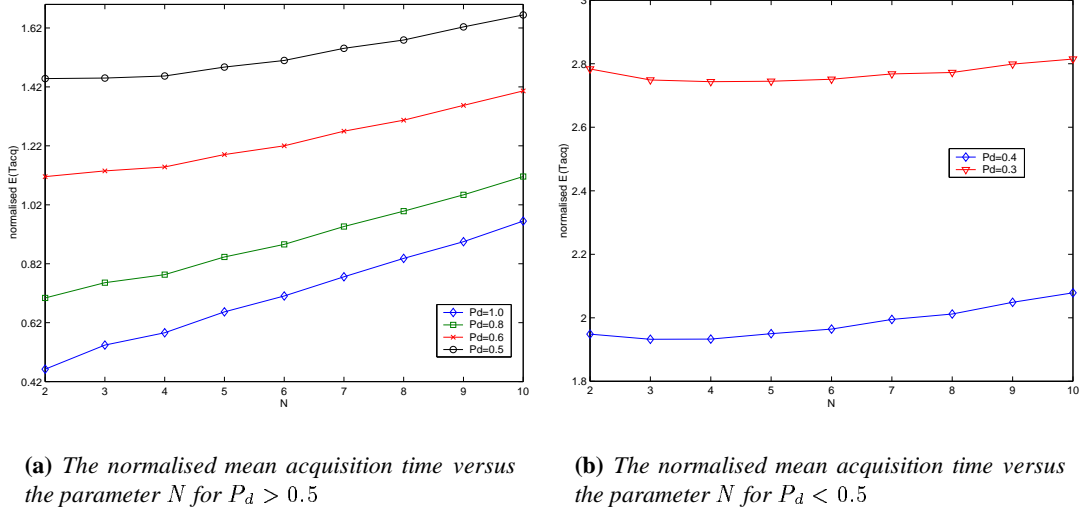 1.62
1.42
1.22
1.02
0.82
0.62
0.42
normalised E(Tacq)
2 3 4 5 6 7 8 9 10
N
Pd=1.0
Pd=0.8
Pd=0.6
Pd=0.5
3
2.8
2.6
2.4
2.2
2
1.8
normalised E(Tacq)
2 3 4 5 6 7 8 9 10
N
Pd=0.4
Pd=0.3
(a) The normalised mean acquisition time versus
the parameter N for P_d > 0.5
(b) The normalised mean acquisition time versus
the parameter N for P_d < 0.5